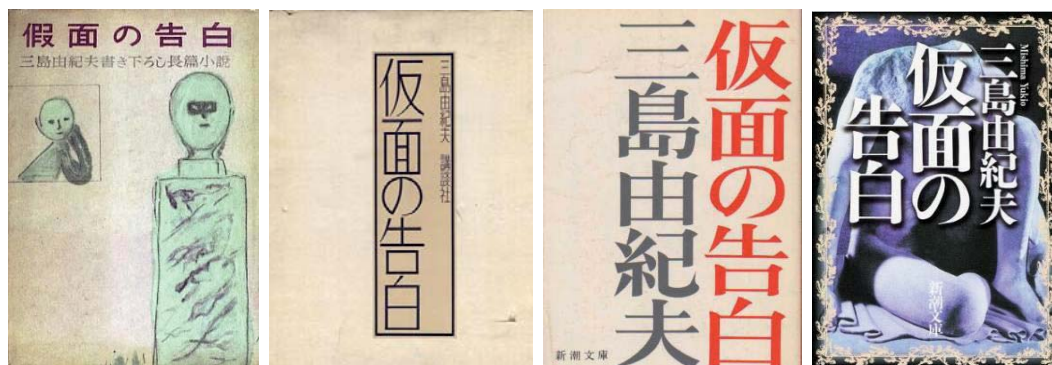 假面の告白
三島由紀夫書き下ろし長篇小説
三島由紀夫 講談社
仮面の告白
仮面の告白
三島由紀夫
新潮文庫
Mishima Yukio
三島由紀夫
仮面の
告白
新潮文庫